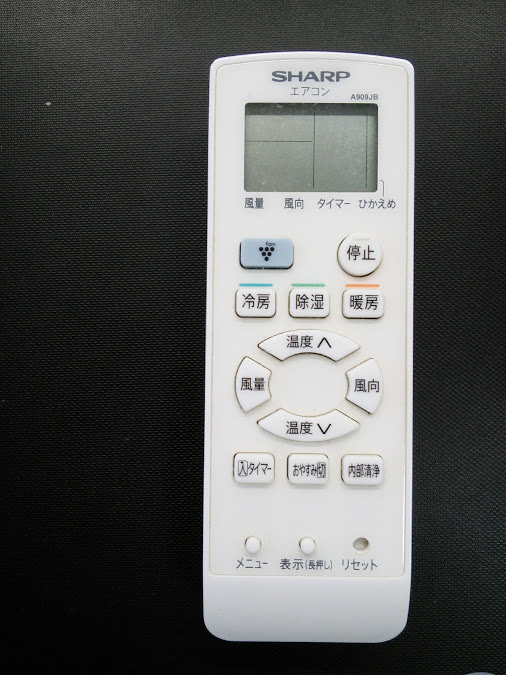 SHARP
エアコン
A909JB
風量 風向 タイマー ひかえめ
停止
冷房 除湿 暖房
温度 ∧
風量 風向
温度 ∨
入タイマー おやすみ切 内部清浄
メニュー 表示(長押し) リセット